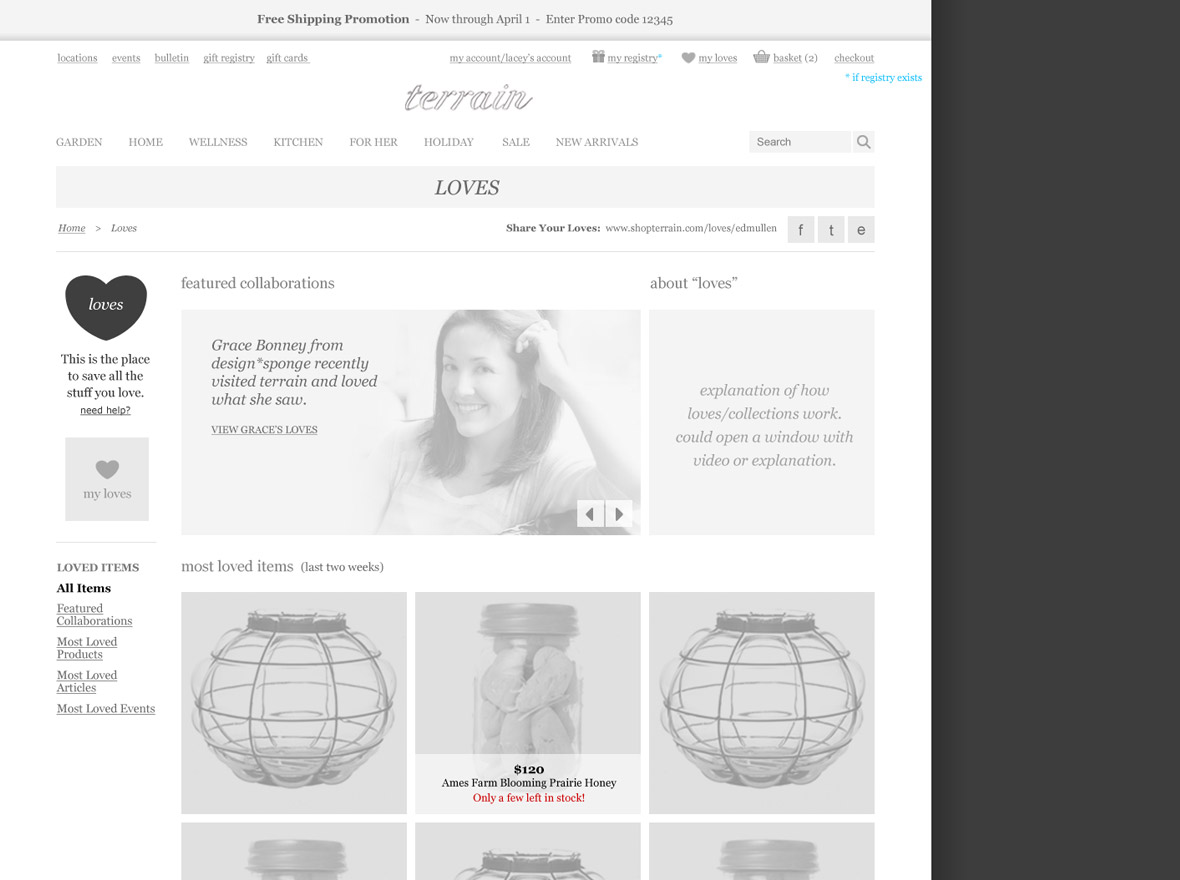 Free Shipping Promotion - Now through April 1 - Enter Promo code 12345
locations events bulletin gift registry gift cards my account/lacey's account my registry* my loves basket (2) checkout
* if registry exists
terrain
GARDEN HOME WELLNESS KITCHEN FOR HER HOLIDAY SALE NEW ARRIVALS Search
LOVES
Home > Loves Share Your Loves: www.shopterrain.com/loves/edmullen f t e
loves
This is the place
to save all the
stuff you love.
need help?
my loves
LOVED ITEMS
All Items
Featured
Collaborations
Most Loved
Products
Most Loved
Articles
Most Loved Events
featured collaborations
Grace Bonney from
design*sponge recently
visited terrain and loved
what she saw.
VIEW GRACE'S LOVES
about “loves”
explanation of how
loves/collections work.
could open a window with
video or explanation.
most loved items (last two weeks)
$120
Ames Farm Blooming Prairie Honey
Only a few left in stock!